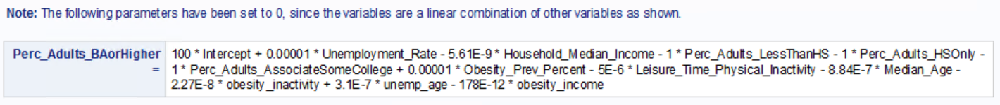 Note: The following parameters have been set to 0, since the variables are a linear combination of other variables as shown.
Perc_Adults_BAorHigher =
100 * Intercept + 0.00001 * Unemployment_Rate - 5.61E-9 * Household_Median_Income - 1 * Perc_Adults_LessThanHS - 1 * Perc_Adults_HSOnly -
1 * Perc_Adults_AssociateSomeCollege + 0.00001 * Obesity_Prev_Percent - 5E-6 * Leisure_Time_Physical_Inactivity - 8.84E-7 * Median_Age -
2.27E-8 * obesity_inactivity + 3.1E-7 * unemp_age - 178E-12 * obesity_income